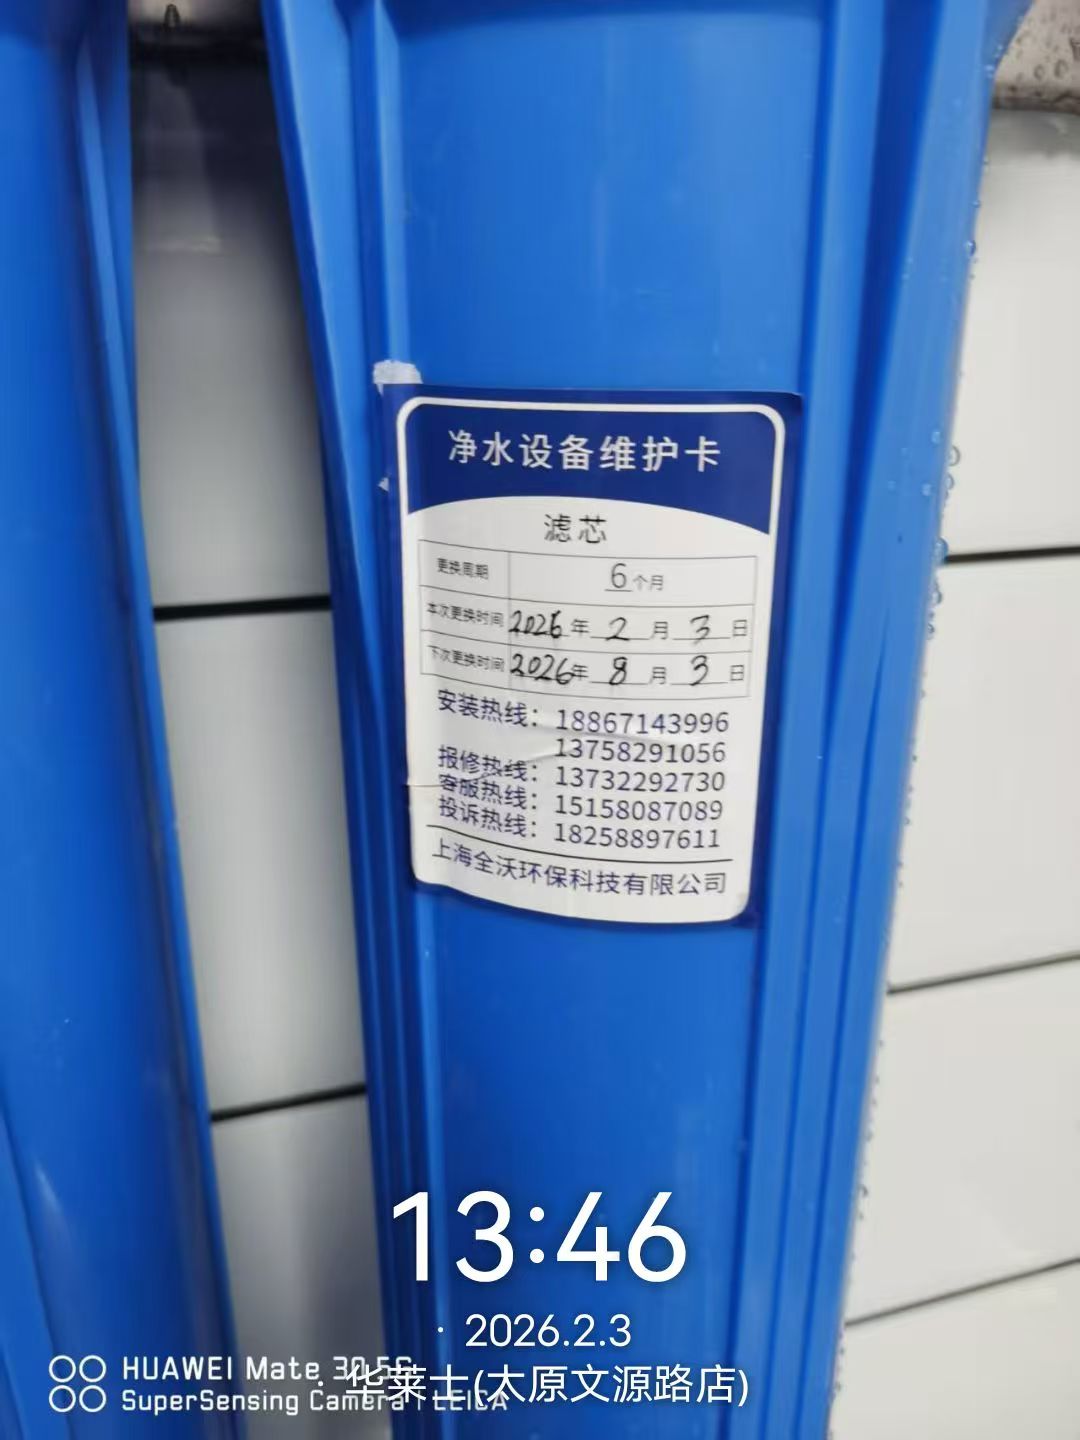 净水设备维护卡
滤芯
更换周期 6个月
本次更换时间 2026年 2 月 3 日
下次更换时间 2026年 8 月 3 日
安装热线：18867143996
13758291056
报修热线：13732292730
客服热线：15158087089
投诉热线：18258897611
上海全沃环保科技有限公司
13:46
· 2026.2.3
· 华莱士(太原文源路店)
HUAWEI Mate 30 5G
SuperSensing Camera | LEICA